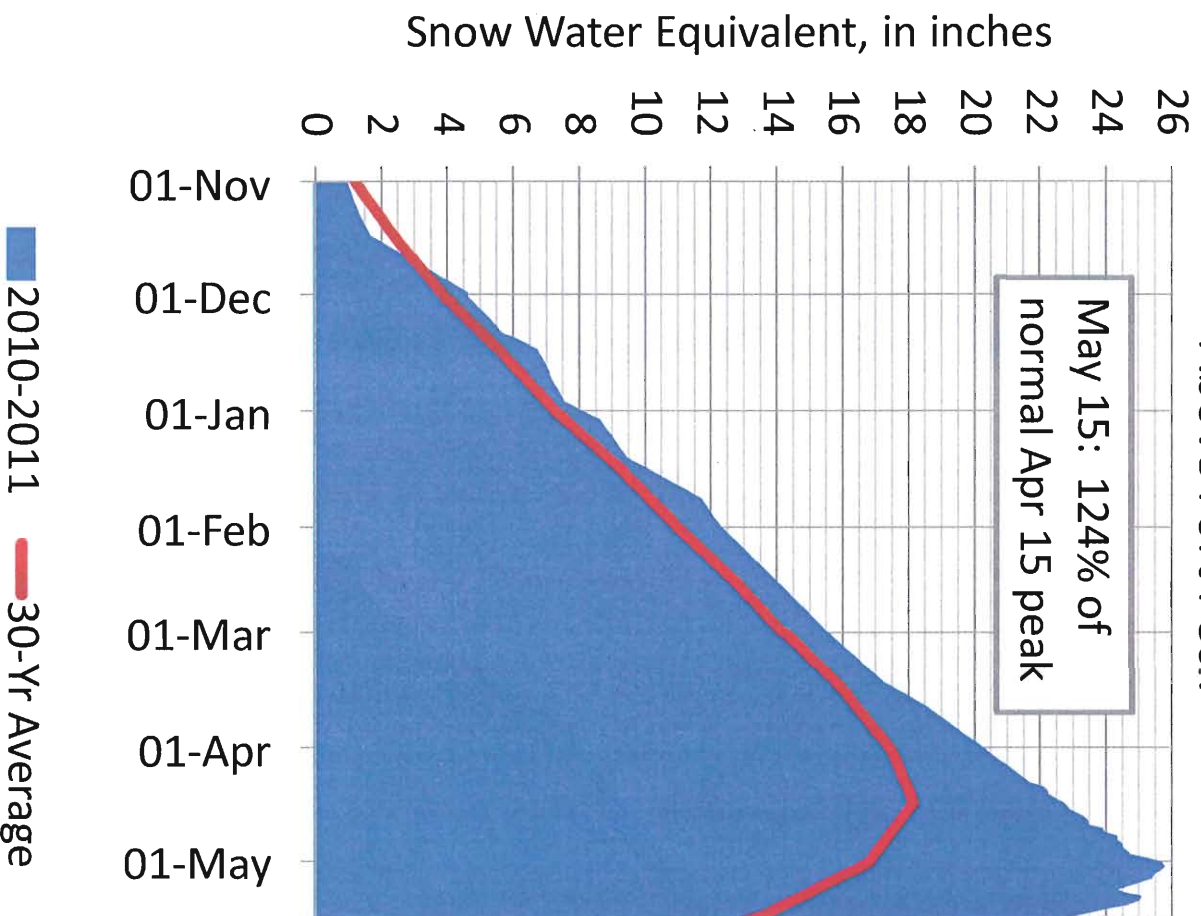 Snow Water Equivalent, in inches
26
24
22
20
18
16
14
12
10
8
6
4
2
0
May 15: 124% of
normal Apr 15 peak
01-Nov
01-Dec
01-Jan
01-Feb
01-Mar
01-Apr
01-May
2010-2011
30-Yr Average